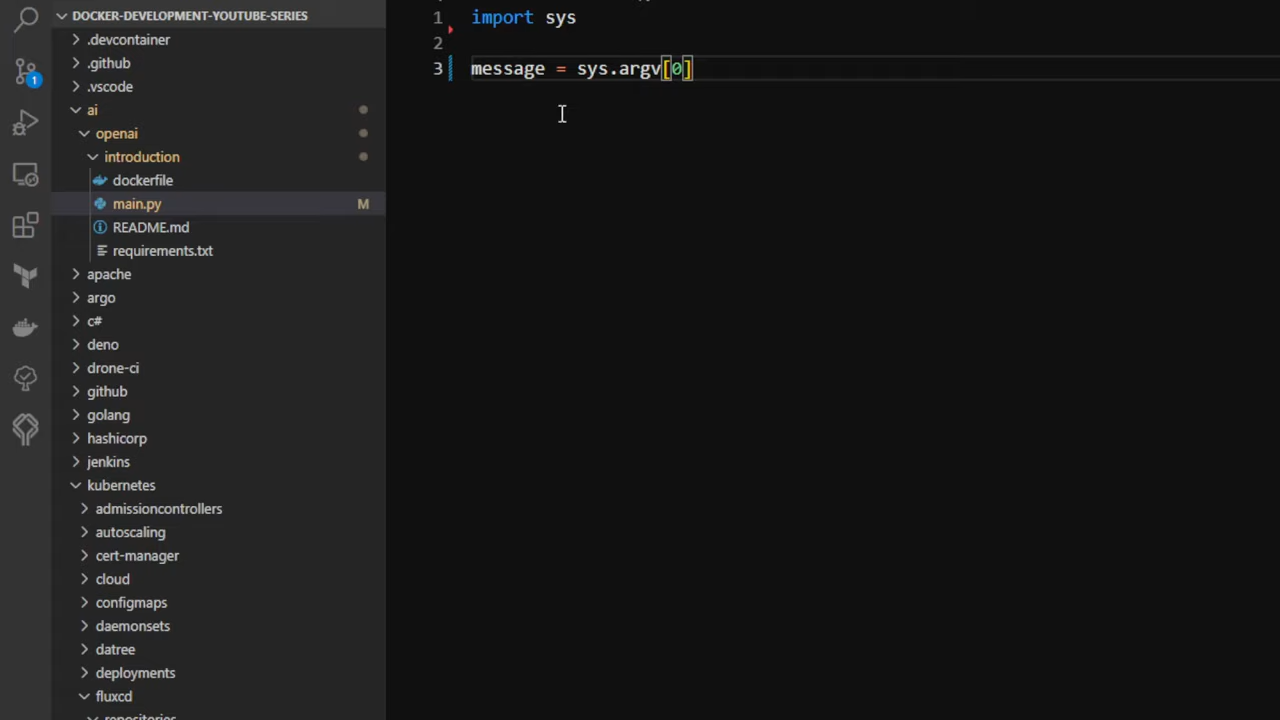 DOCKER-DEVELOPMENT-YOUTUBE-SERIES
.devcontainer
.github
.vscode
ai
openai
introduction
dockerfile
main.py M
README.md
requirements.txt
apache
argo
c#
deno
drone-ci
github
golang
hashicorp
jenkins
kubernetes
admissioncontrollers
autoscaling
cert-manager
cloud
configmaps
daemonsets
datree
deployments
fluxcd
repositories
1
1 import sys
2
3 message = sys.argv[0]